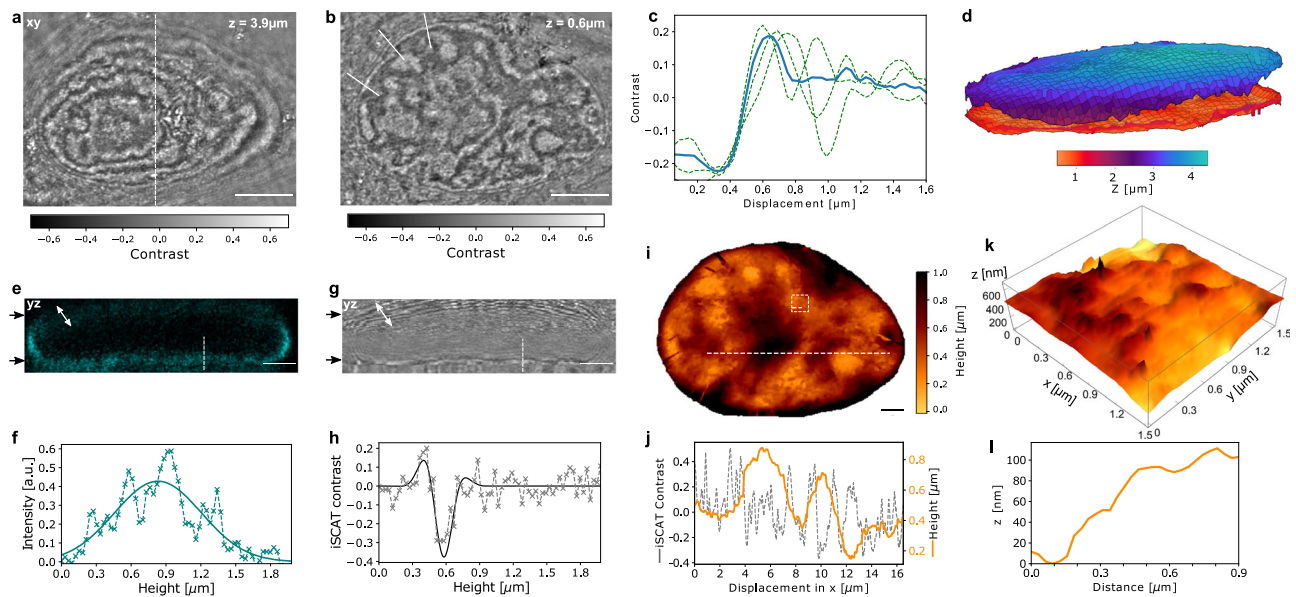 a
xy
z = 3.9µm
−0.6 −0.4 −0.2 0.0 0.2 0.4 0.6
Contrast
b
z = 0.6µm
−0.6 −0.4 −0.2 0.0 0.2 0.4 0.6
Contrast
c
0.2
0.1
0.0
−0.1
−0.2
Contrast
0.2 0.4 0.6 0.8 1.0 1.2 1.4 1.6
Displacement [µm]
d
1 2 3 4
Z [µm]
e
yz
g
yz
f
0.6
0.5
0.4
0.3
0.2
0.1
0.0
Intensity [a.u.]
0.0 0.3 0.6 0.9 1.2 1.5 1.8
Height [µm]
h
0.2
0.1
0.0
−0.1
−0.2
−0.3
−0.4
iSCAT contrast
0.0 0.3 0.6 0.9 1.2 1.5 1.8
Height [µm]
i
1.0
0.8
0.6
0.4
0.2
0.0
Height [µm]
j
0.4
0.2
0.0
−0.2
−0.4
iSCAT Contrast
0 2 4 6 8 10 12 14 16
Displacement in x [µm]
0.8
0.6
0.4
0.2
Height [µm]
k
z [nm]
600
400
200
0
0
0.3
0.6
0.9
1.2
1.5
x [µm]
0
0.3
0.6
0.9
1.2
1.5
y [µm]
l
100
80
60
40
20
0
z [nm]
0.0 0.3 0.6 0.9
Distance [µm]